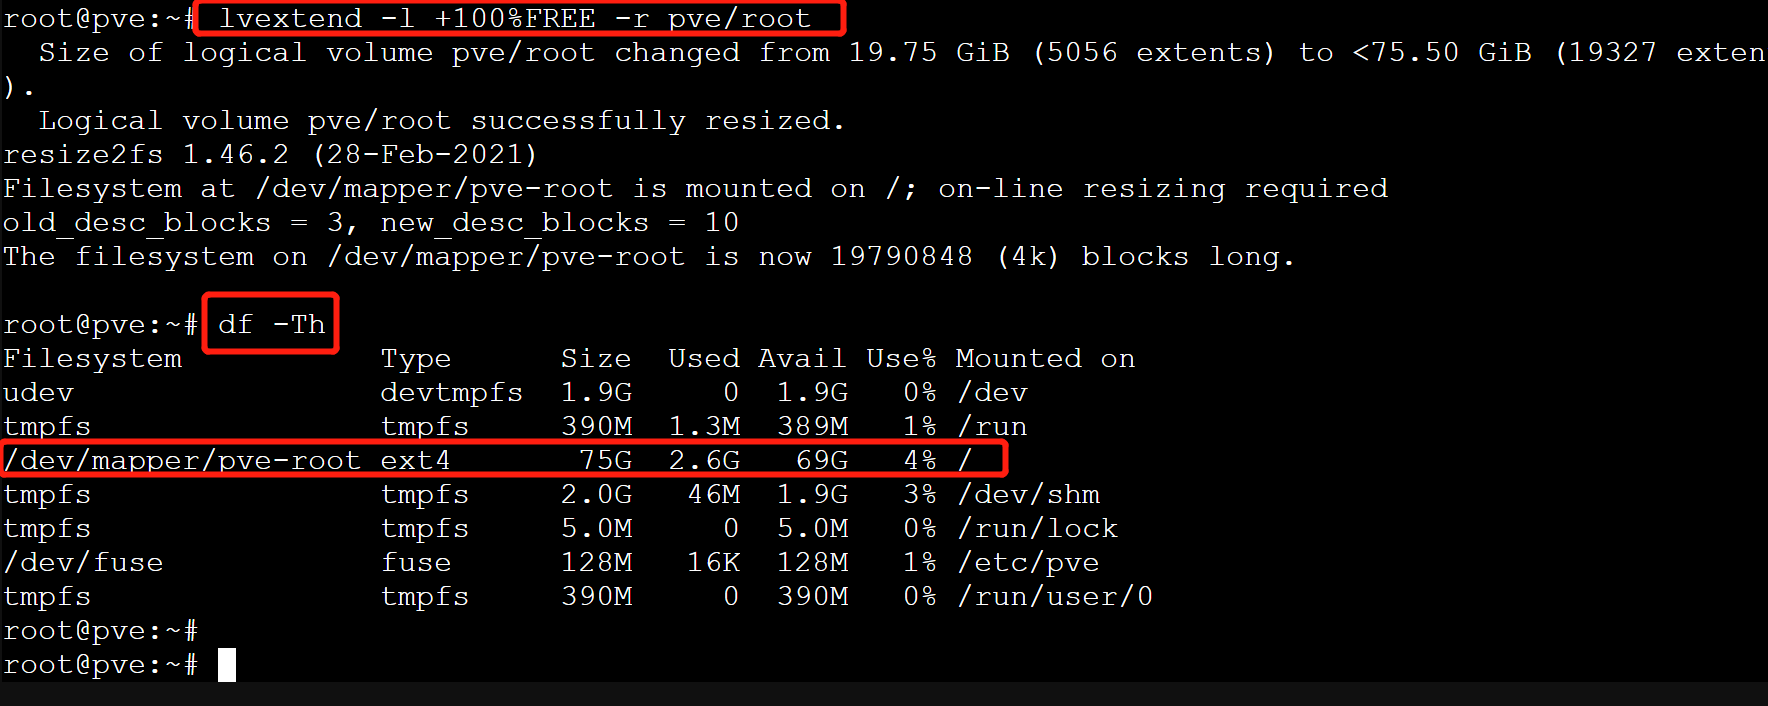 root@pve:~# lvextend -l +100%FREE -r pve/root
  Size of logical volume pve/root changed from 19.75 GiB (5056 extents) to <75.50 GiB (19327 exten
).
  Logical volume pve/root successfully resized.
resize2fs 1.46.2 (28-Feb-2021)
Filesystem at /dev/mapper/pve-root is mounted on /; on-line resizing required
old_desc_blocks = 3, new_desc_blocks = 10
The filesystem on /dev/mapper/pve-root is now 19790848 (4k) blocks long.
root@pve:~# df -Th
Filesystem           Type      Size  Used Avail Use% Mounted on
udev                 devtmpfs  1.9G     0  1.9G   0% /dev
tmpfs                tmpfs     390M  1.3M  389M   1% /run
/dev/mapper/pve-root ext4       75G  2.6G   69G   4% /
tmpfs                tmpfs     2.0G   46M  1.9G   3% /dev/shm
tmpfs                tmpfs     5.0M     0  5.0M   0% /run/lock
/dev/fuse            fuse      128M   16K  128M   1% /etc/pve
tmpfs                tmpfs     390M     0  390M   0% /run/user/0
root@pve:~#
root@pve:~#